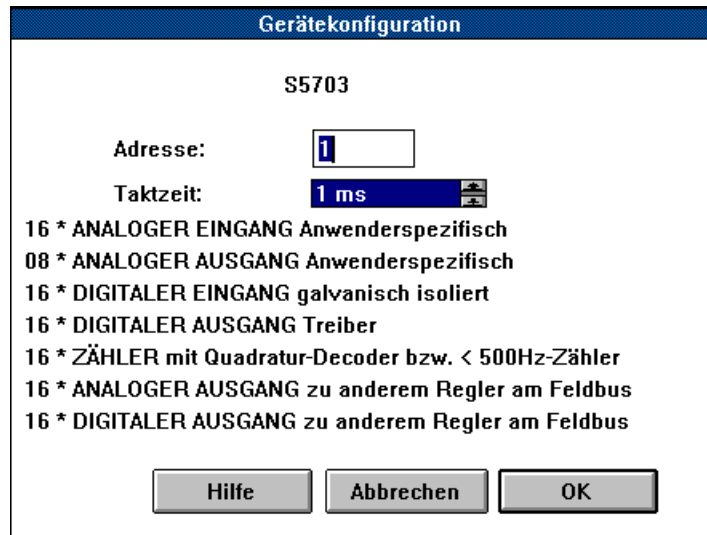 Gerätekonfiguration
S5703
Adresse: 1
Taktzeit: 1 ms
16 * ANALOGER EINGANG Anwenderspezifisch
08 * ANALOGER AUSGANG Anwenderspezifisch
16 * DIGITALER EINGANG galvanisch isoliert
16 * DIGITALER AUSGANG Treiber
16 * ZÄHLER mit Quadratur-Decoder bzw. < 500Hz-Zähler
16 * ANALOGER AUSGANG zu anderem Regler am Feldbus
16 * DIGITALER AUSGANG zu anderem Regler am Feldbus
Hilfe Abbrechen OK